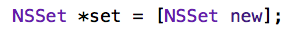 NSSet *set = [NSSet new];